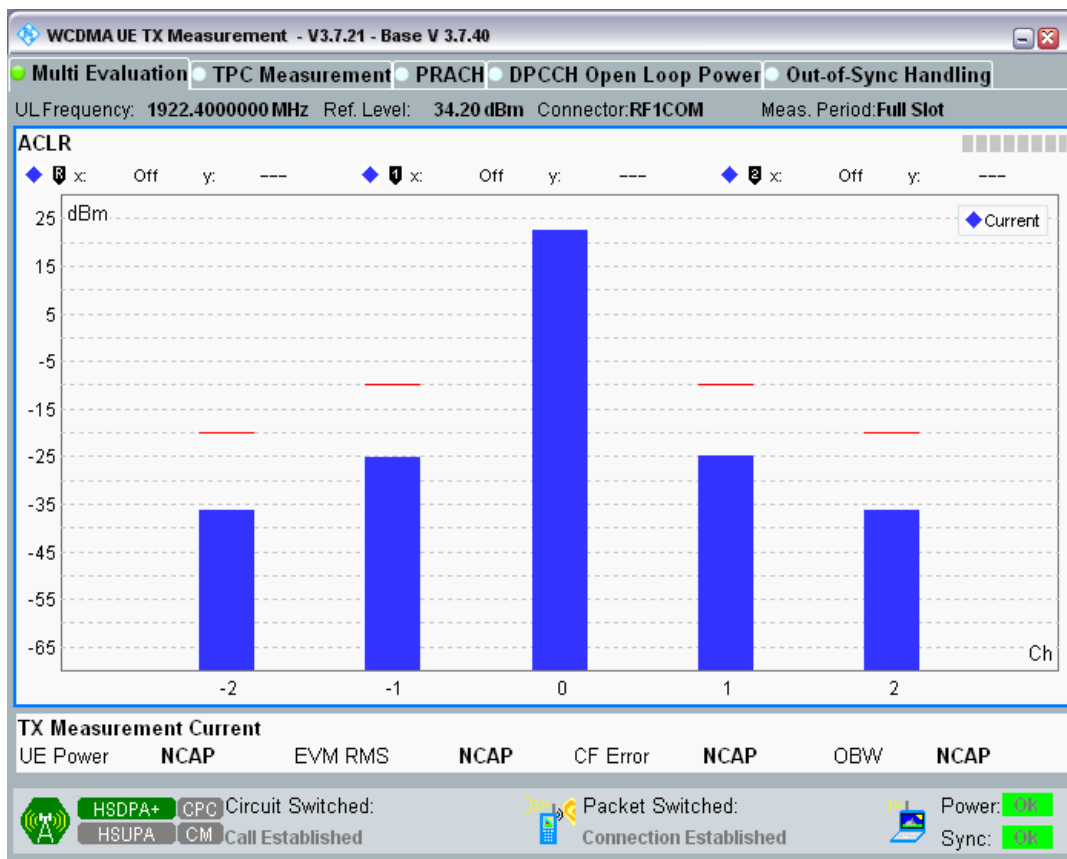 WCDMA UE TX Measurement - V3.7.21 - Base V 3.7.40
Multi Evaluation TPC Measurement PRACH DPCCH Open Loop Power Out-of-Sync Handling
UL Frequency: 1922.4000000 MHz Ref. Level: 34.20 dBm Connector:RF1COM Meas. Period:Full Slot
ACLR
R x: Off y: --- 1 x: Off y: --- 2 x: Off y: ---
dBm
Current
25
15
5
-5
-15
-25
-35
-45
-55
-65
Ch
-2 -1 0 1 2
TX Measurement Current
UE Power NCAP EVM RMS NCAP CF Error NCAP OBW NCAP
HSDPA+ CPC Circuit Switched: Packet Switched: Power: Ok
HSUPA CM Call Established Connection Established Sync: Ok